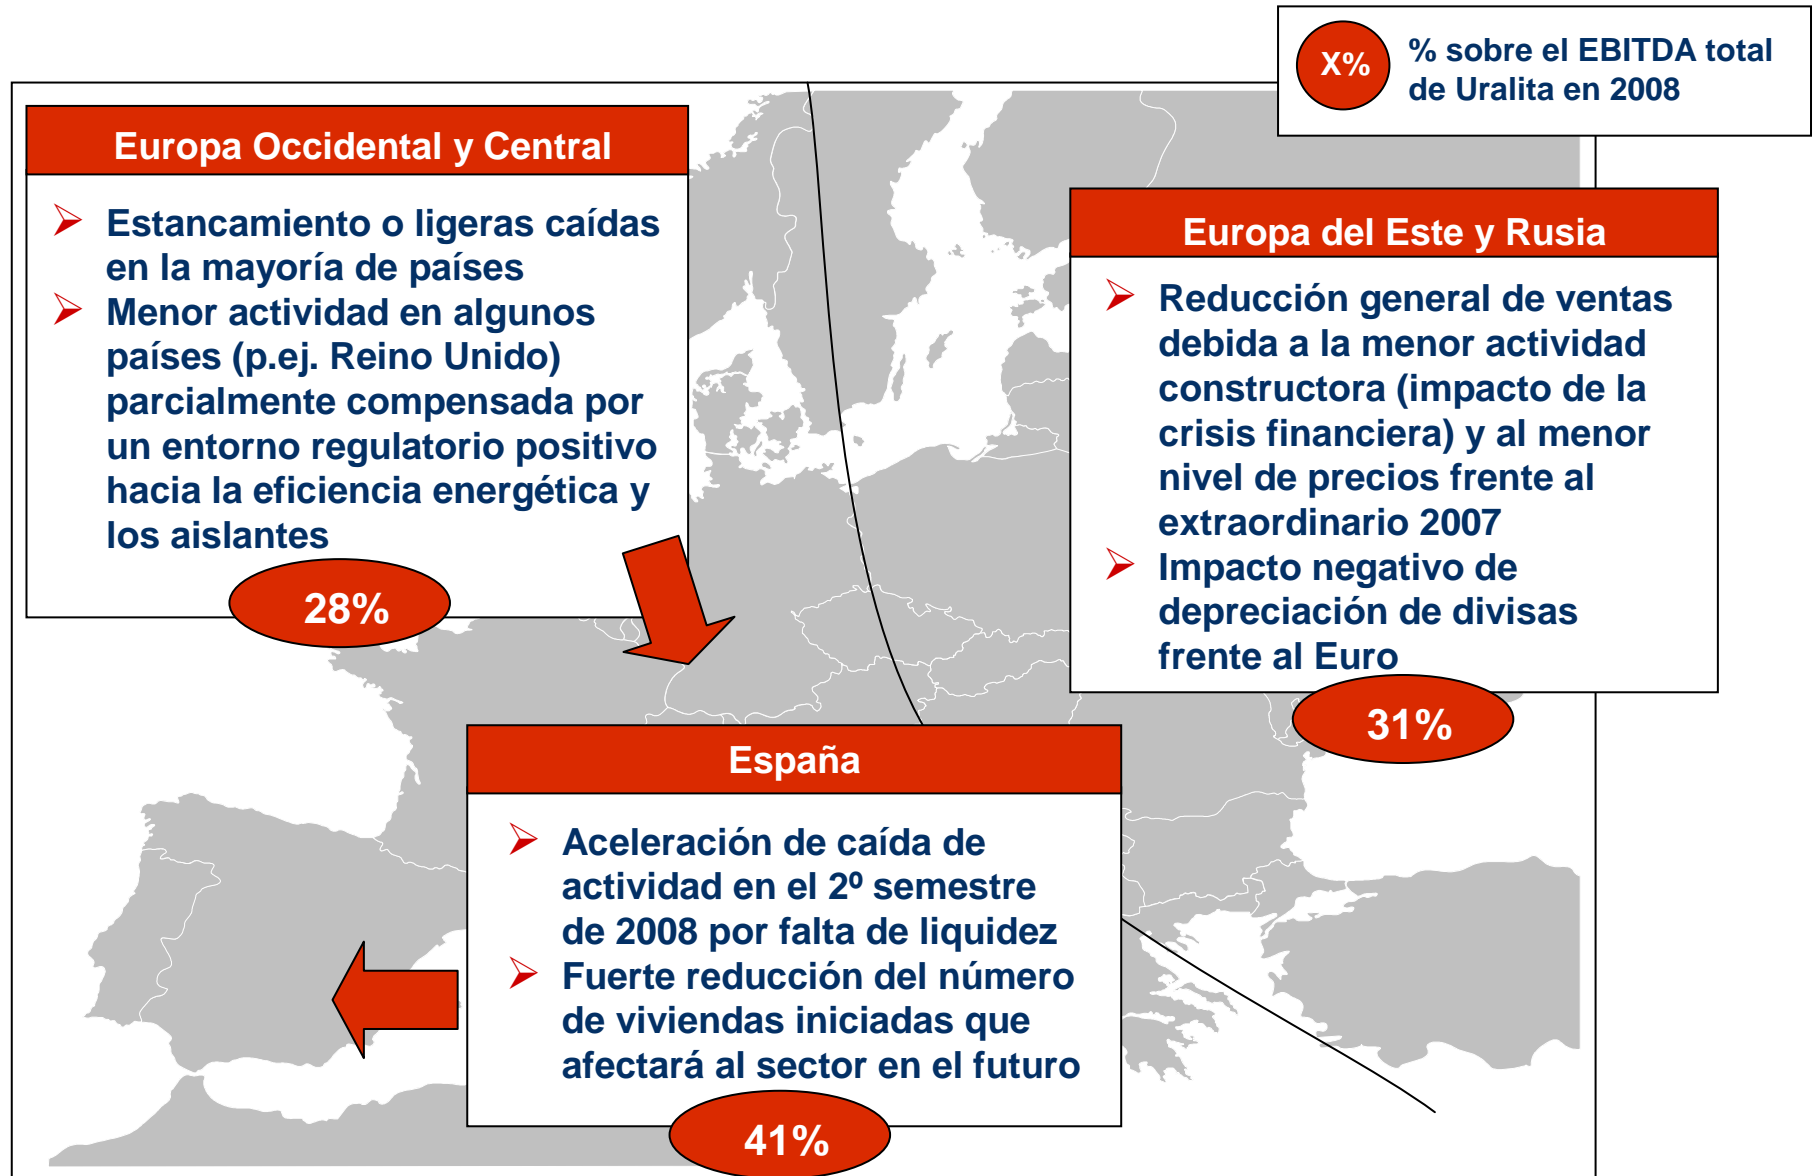 X%
% sobre el EBITDA total
de Uralita en 2008
Europa Occidental y Central
Estancamiento o ligeras caídas
en la mayoría de países
Menor actividad en algunos
países (p.ej. Reino Unido)
parcialmente compensada por
un entorno regulatorio positivo
hacia la eficiencia energética y
los aislantes
28%
Europa del Este y Rusia
Reducción general de ventas
debida a la menor actividad
constructora (impacto de la
crisis financiera) y al menor
nivel de precios frente al
extraordinario 2007
Impacto negativo de
depreciación de divisas
frente al Euro
31%
España
Aceleración de caída de
actividad en el 2º semestre
de 2008 por falta de liquidez
Fuerte reducción del número
de viviendas iniciadas que
afectará al sector en el futuro
41%